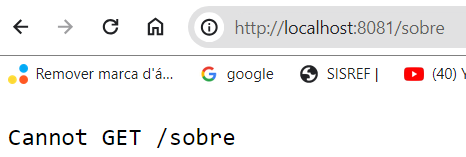 http://localhost:8081/sobre
Remover marca d'á... google SISREF | (40) Y
Cannot GET /sobre